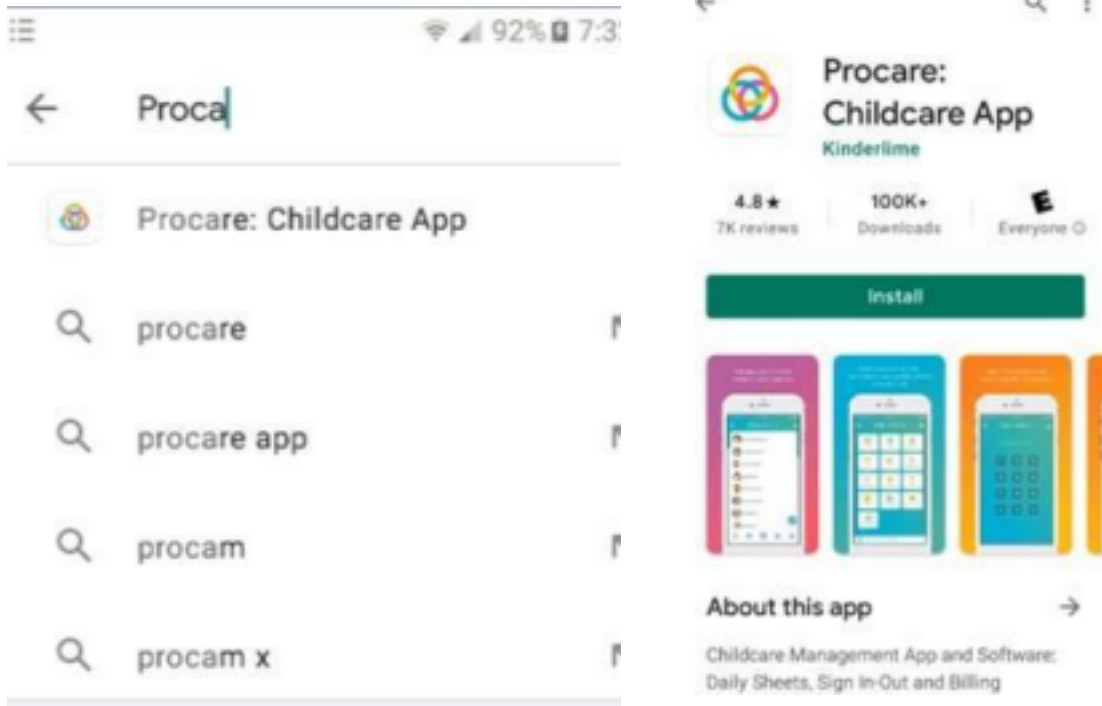 92% 7:3
Proca
Procare: Childcare App
procare
procare app
procam
procam x
Procare:
Childcare App
Kinderlime
4.8★ 100K+
7K reviews Downloads Everyone
Install
About this app
Childcare Management App and Software:
Daily Sheets, Sign In-Out and Billing